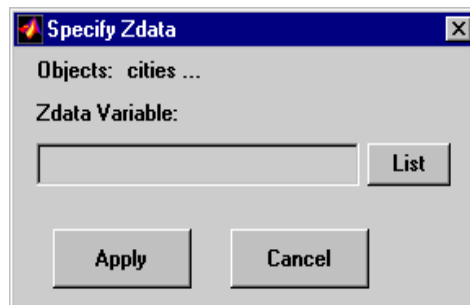 Specify Zdata
Objects: cities ...
Zdata Variable:
List
Apply Cancel